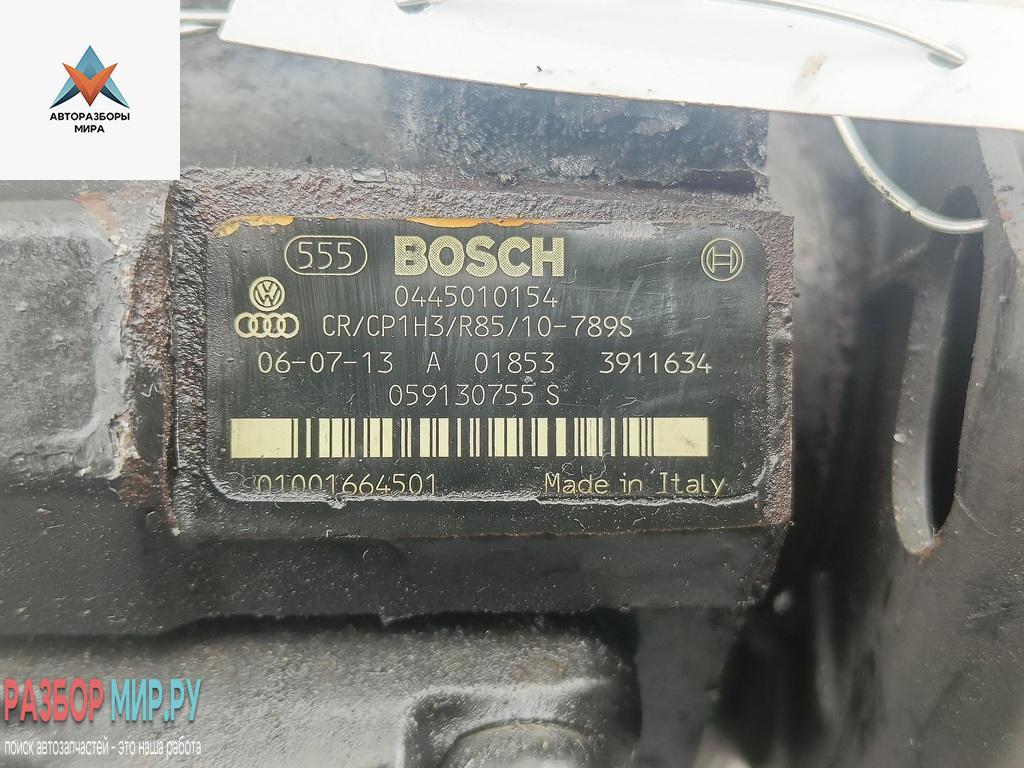 АВТОРАЗБОРЫ
МИРА
555 BOSCH
0445010154
CR/CP1H3/R85/10-789S
06-07-13 A 01853 3911634
059130755 S
01001664501 Made in Italy
РАЗБОР МИР.РУ
поиск автозапчастей - это наша работа